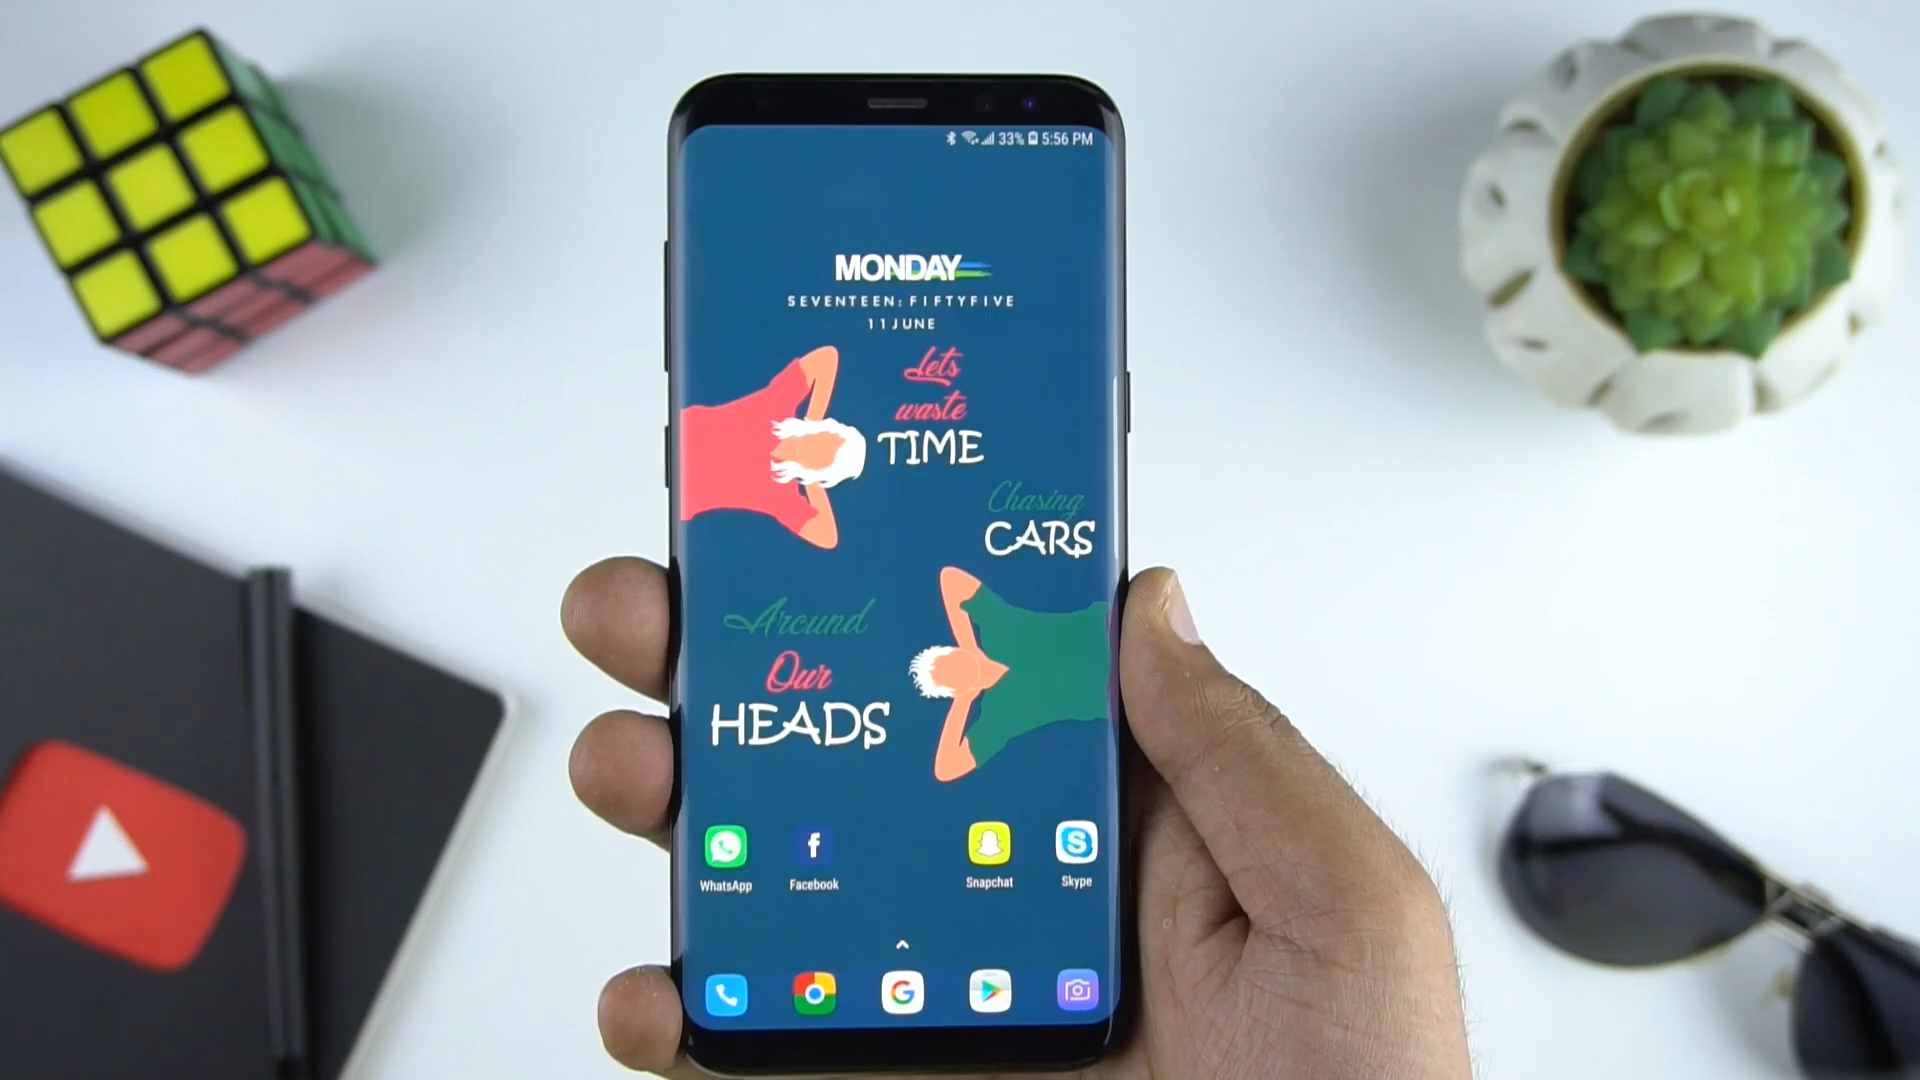 33% 5:56 PM
MONDAY
SEVENTEEN:FIFTYFIVE
11 JUNE
Lets
waste
TIME
Chasing
CARS
Around
Our
HEADS
WhatsApp
Facebook
Snapchat
Skype